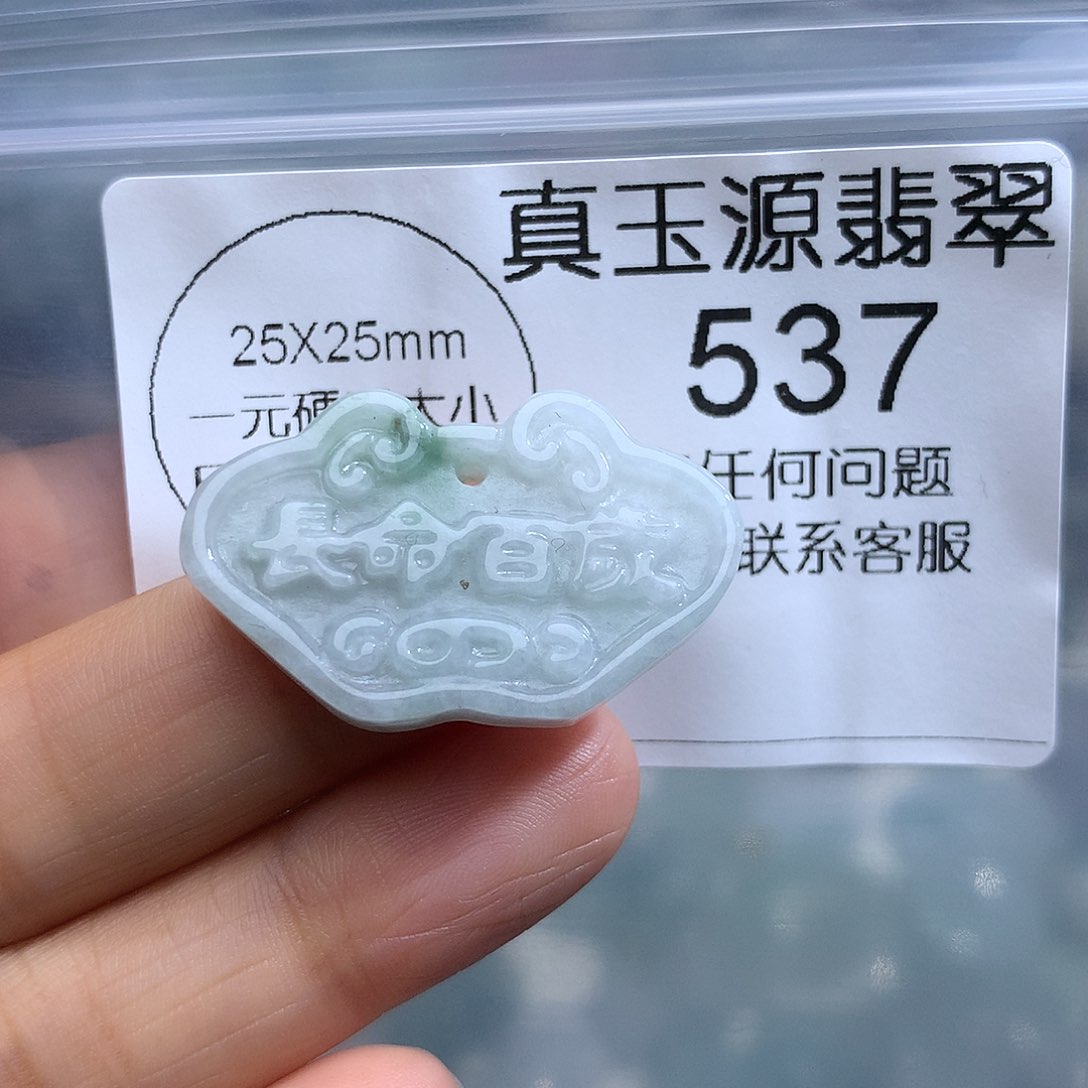 真玉源翡翠
537
25X25mm
一元硬 大小
任何问题
联系客服
長命百歲